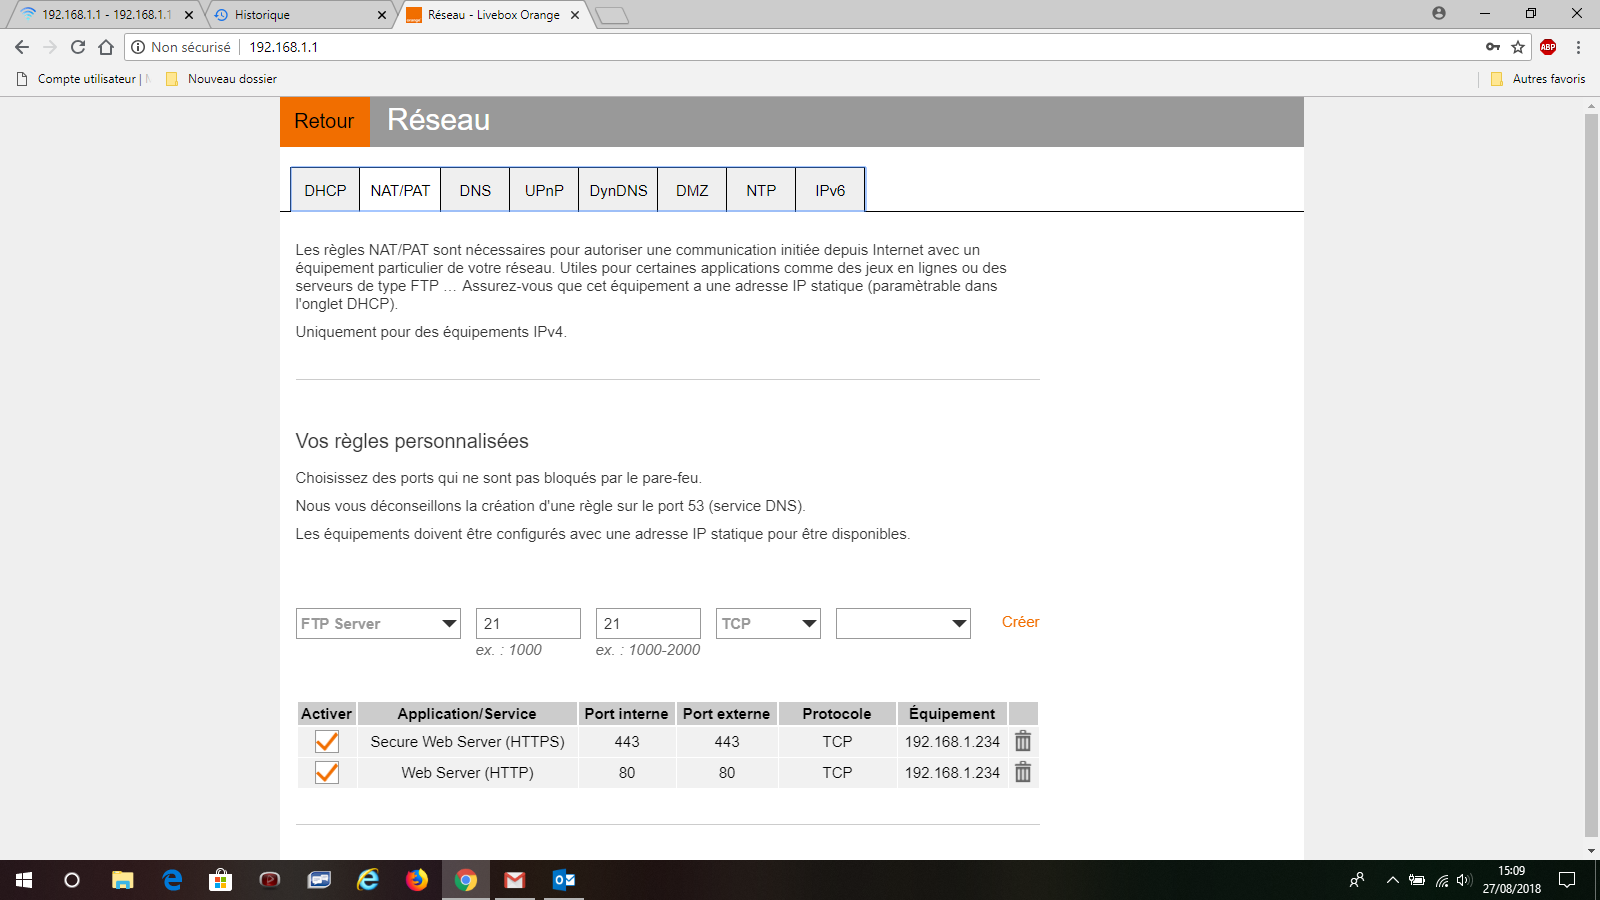 192.168.1.1 - 192.168.1.1
Historique
Réseau - Livebox Orange
Non sécurisé
192.168.1.1
ABP
Compte utilisateur |
Nouveau dossier
Autres favoris
Retour
Réseau
DHCP
NAT/PAT
DNS
UPnP
DynDNS
DMZ
NTP
IPv6
Les règles NAT/PAT sont nécessaires pour autoriser une communication initiée depuis Internet avec un
équipement particulier de votre réseau. Utiles pour certaines applications comme des jeux en lignes ou des
serveurs de type FTP … Assurez-vous que cet équipement a une adresse IP statique (paramètrable dans
l'onglet DHCP).
Uniquement pour des équipements IPv4.
Vos règles personnalisées
Choisissez des ports qui ne sont pas bloqués par le pare-feu.
Nous vous déconseillons la création d'une règle sur le port 53 (service DNS).
Les équipements doivent être configurés avec une adresse IP statique pour être disponibles.
FTP Server
21
21
TCP
Créer
ex. : 1000
ex. : 1000-2000
Activer Application/Service Port interne Port externe Protocole Équipement
Secure Web Server (HTTPS) 443 443 TCP 192.168.1.234
Web Server (HTTP) 80 80 TCP 192.168.1.234
15:09
27/08/2018